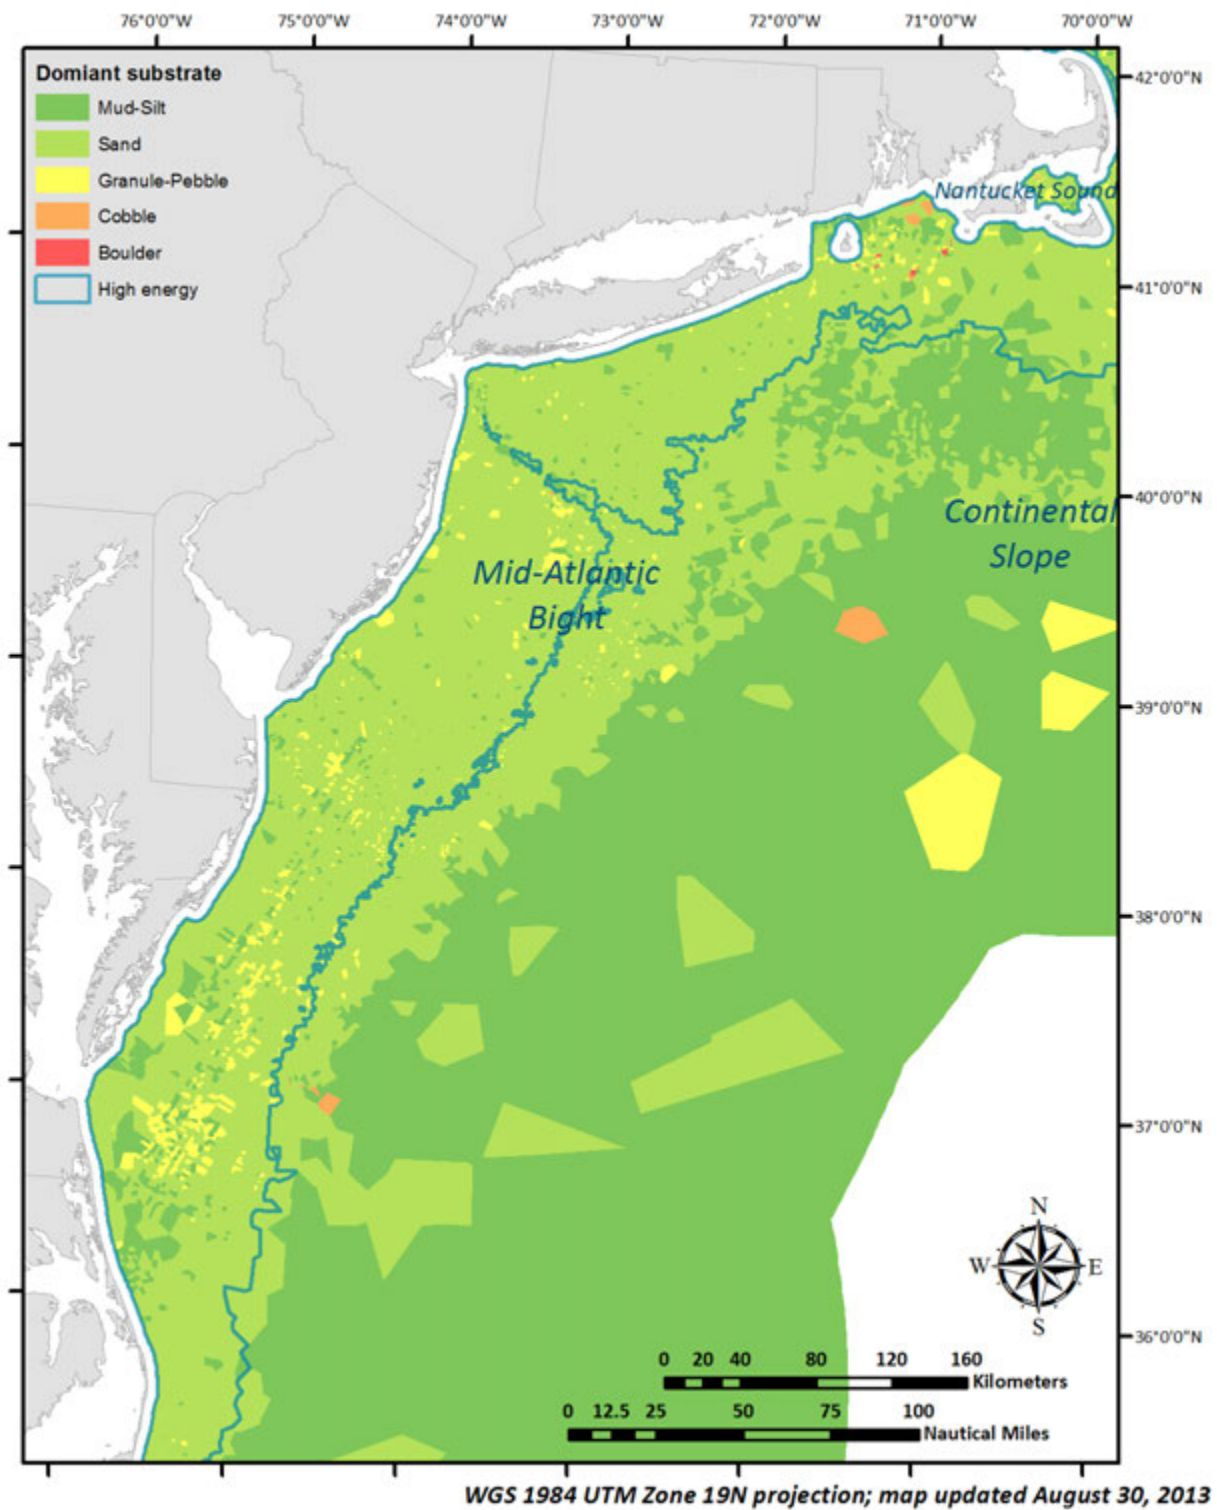 76°0'0"W 75°0'0"W 74°0'0"W 73°0'0"W 72°0'0"W 71°0'0"W 70°0'0"W
Domiant substrate
Mud-Silt
Sand
Granule-Pebble
Cobble
Boulder
High energy
42°0'0"N
Nantucket Sound
41°0'0"N
40°0'0"N
Continental
Slope
Mid-Atlantic
Bight
39°0'0"N
38°0'0"N
37°0'0"N
N
W E
S
36°0'0"N
0 20 40 80 120 160
Kilometers
0 12.5 25 50 75 100
Nautical Miles
WGS 1984 UTM Zone 19N projection; map updated August 30, 2013